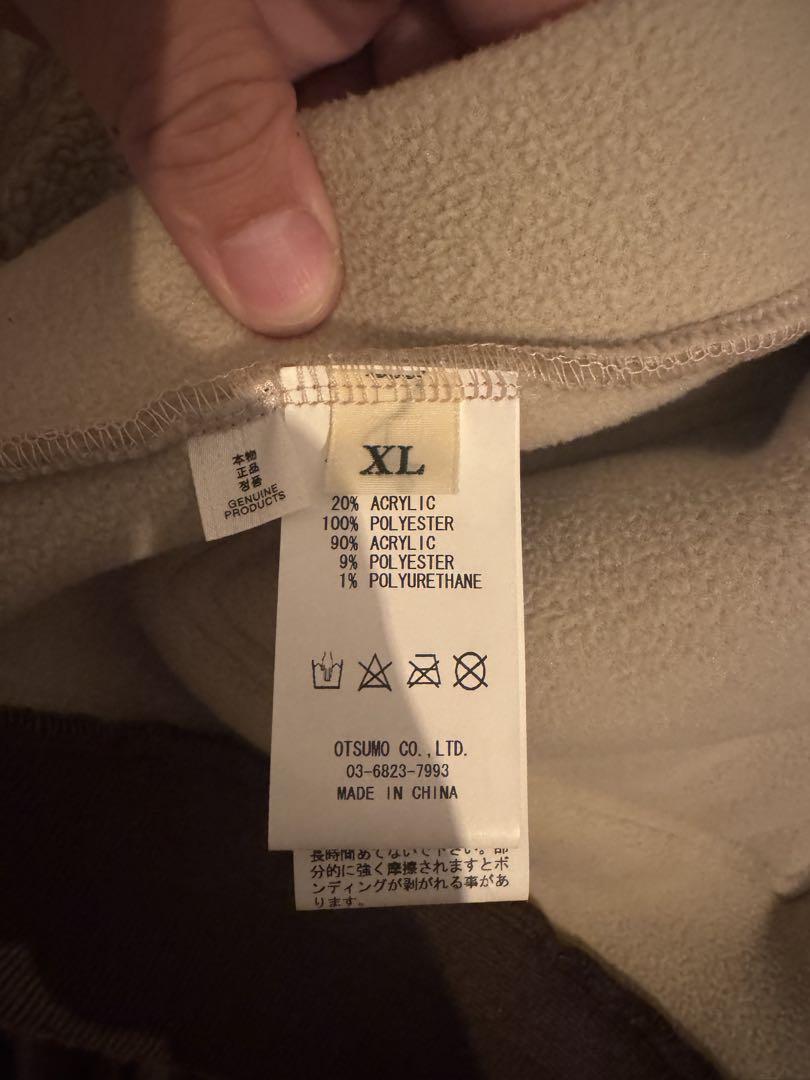 本物
正品
정품
GENUINE
PRODUCTS
XL
20% ACRYLIC
100% POLYESTER
90% ACRYLIC
9% POLYESTER
1% POLYURETHANE
OTSUMO CO.,LTD.
03-6823-7993
MADE IN CHINA
長時間あてないで下さい。部
分的に強く摩擦されますとボ
ンディングが剥がれる事があ
ります。